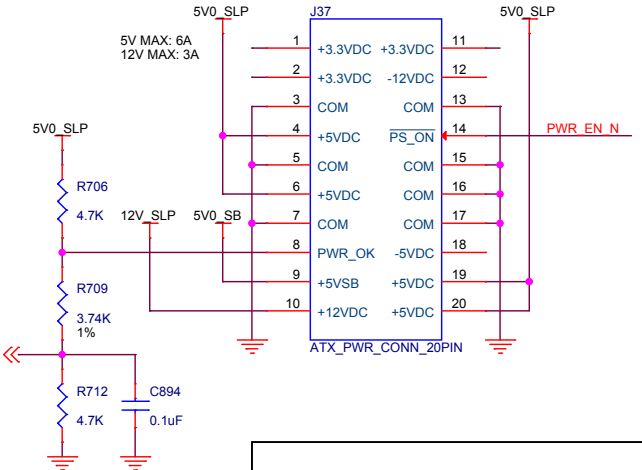 5V0_SLP
J37
5V0_SLP
5V MAX: 6A
12V MAX: 3A
1 +3.3VDC +3.3VDC 11
2 +3.3VDC -12VDC 12
3 COM COM 13
5V0_SLP
4 +5VDC PS_ON 14 PWR_EN_N
5 COM COM 15
R706
6 +5VDC COM 16
4.7K
12V_SLP 5V0_SB
7 COM COM 17
8 PWR_OK -5VDC 18
9 +5VSB +5VDC 19
R709
10 +12VDC +5VDC 20
3.74K
1%
ATX_PWR_CONN_20PIN
R712 C894
4.7K 0.1uF